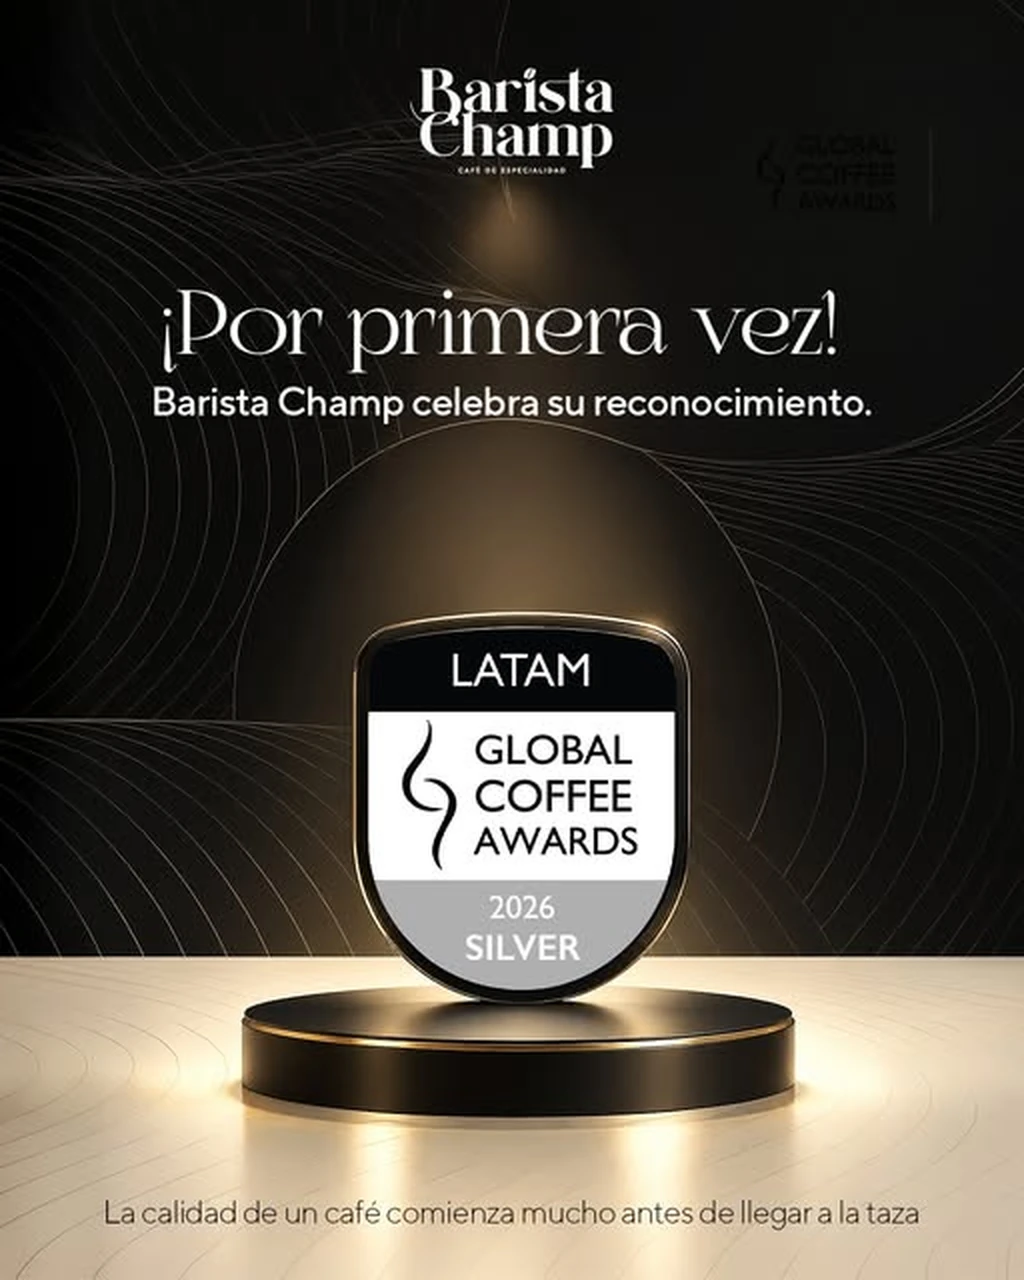 Barista
Champ
CAFÉ DE ESPECIALIDAD
GLOBAL
COFFEE
AWARDS
¡Por primera vez!
Barista Champ celebra su reconocimiento.
LATAM
GLOBAL
COFFEE
AWARDS
2026
SILVER
La calidad de un café comienza mucho antes de llegar a la taza